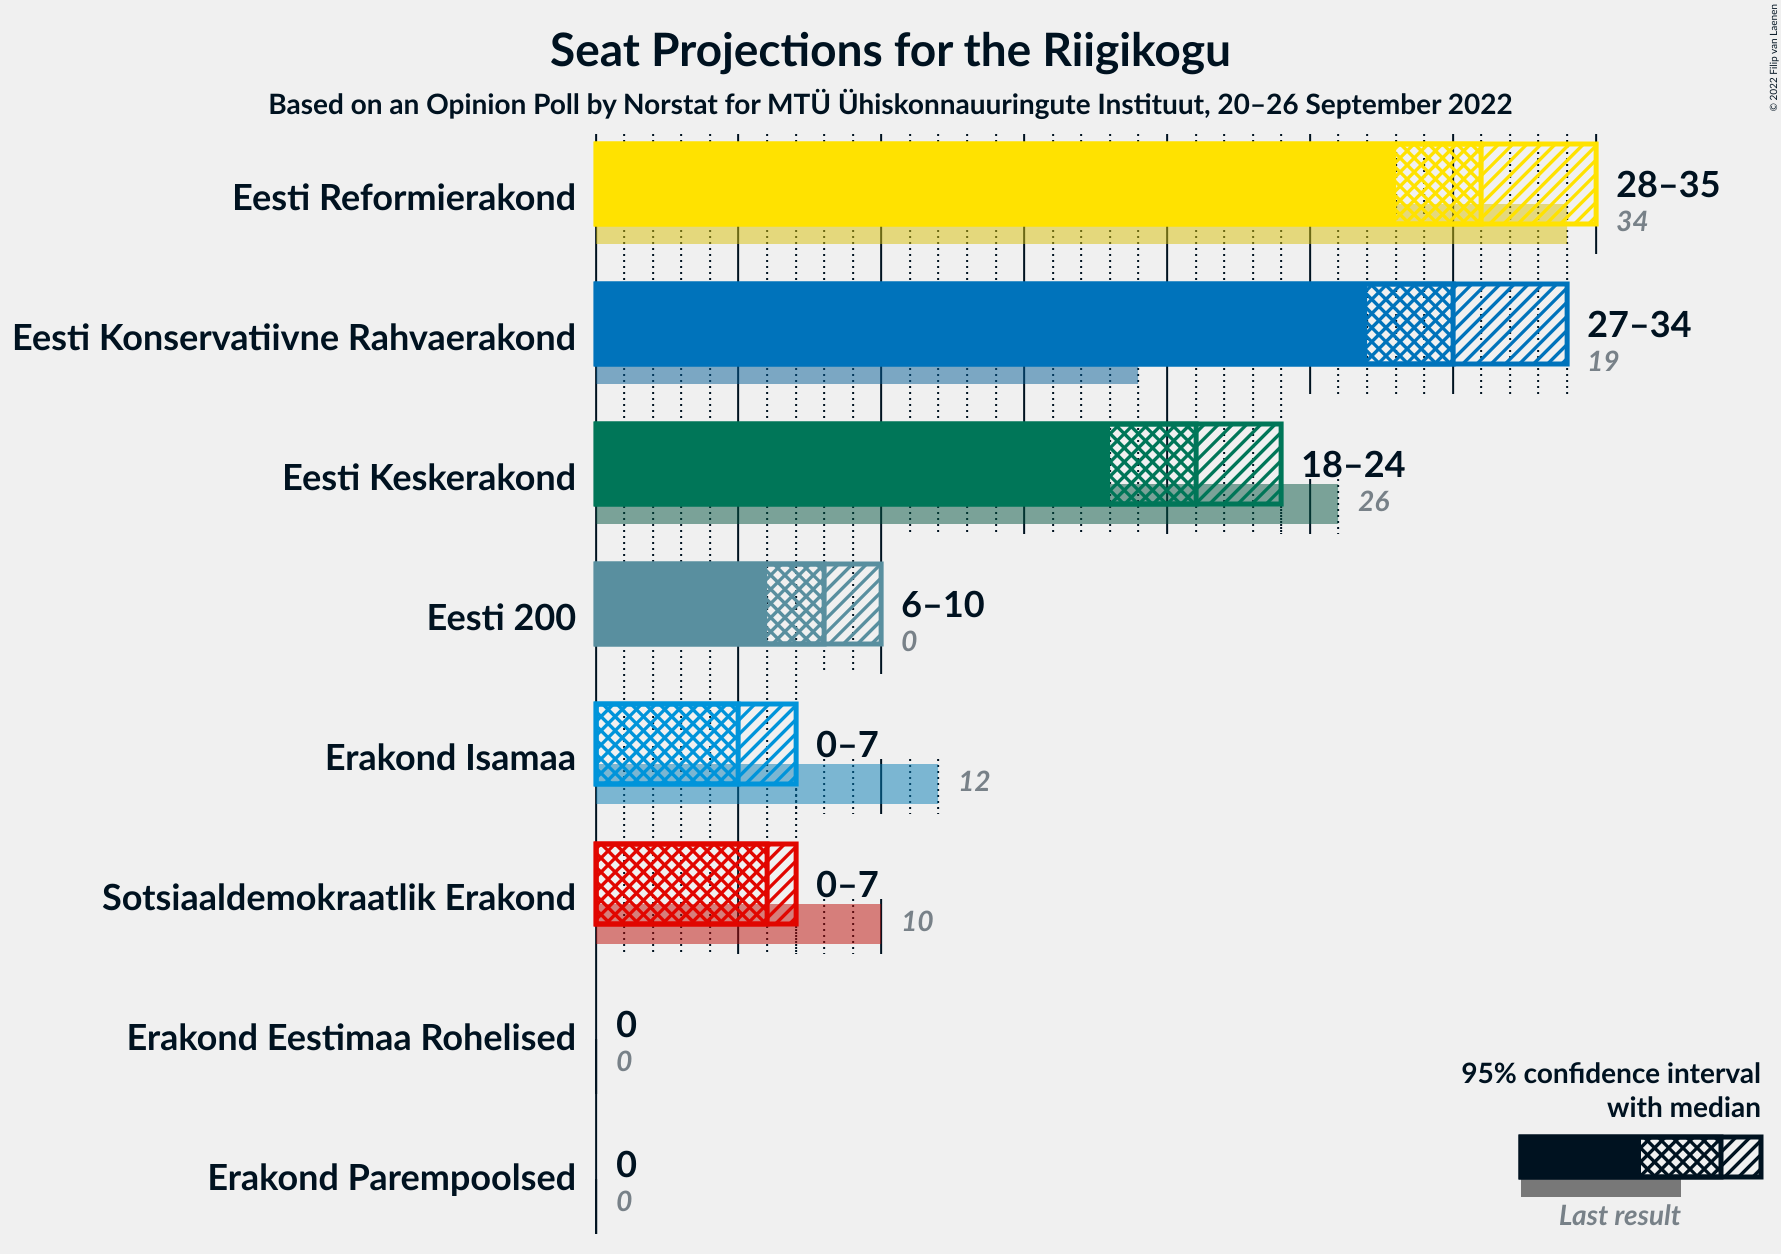 Seat Projections for the Riigikogu
Based on an Opinion Poll by Norstat for MTÜ Ühiskonnauuringute Instituut, 20–26 September 2022
© 2022 Filip van Laenen
Eesti Reformierakond
28–35
34
Eesti Konservatiivne Rahvaerakond
27–34
19
Eesti Keskerakond
18–24
26
Eesti 200
6–10
0
Erakond Isamaa
0–7
12
Sotsiaaldemokraatlik Erakond
0–7
10
Erakond Eestimaa Rohelised
0
0
Erakond Parempoolsed
0
0
95% confidence interval
with median
Last result